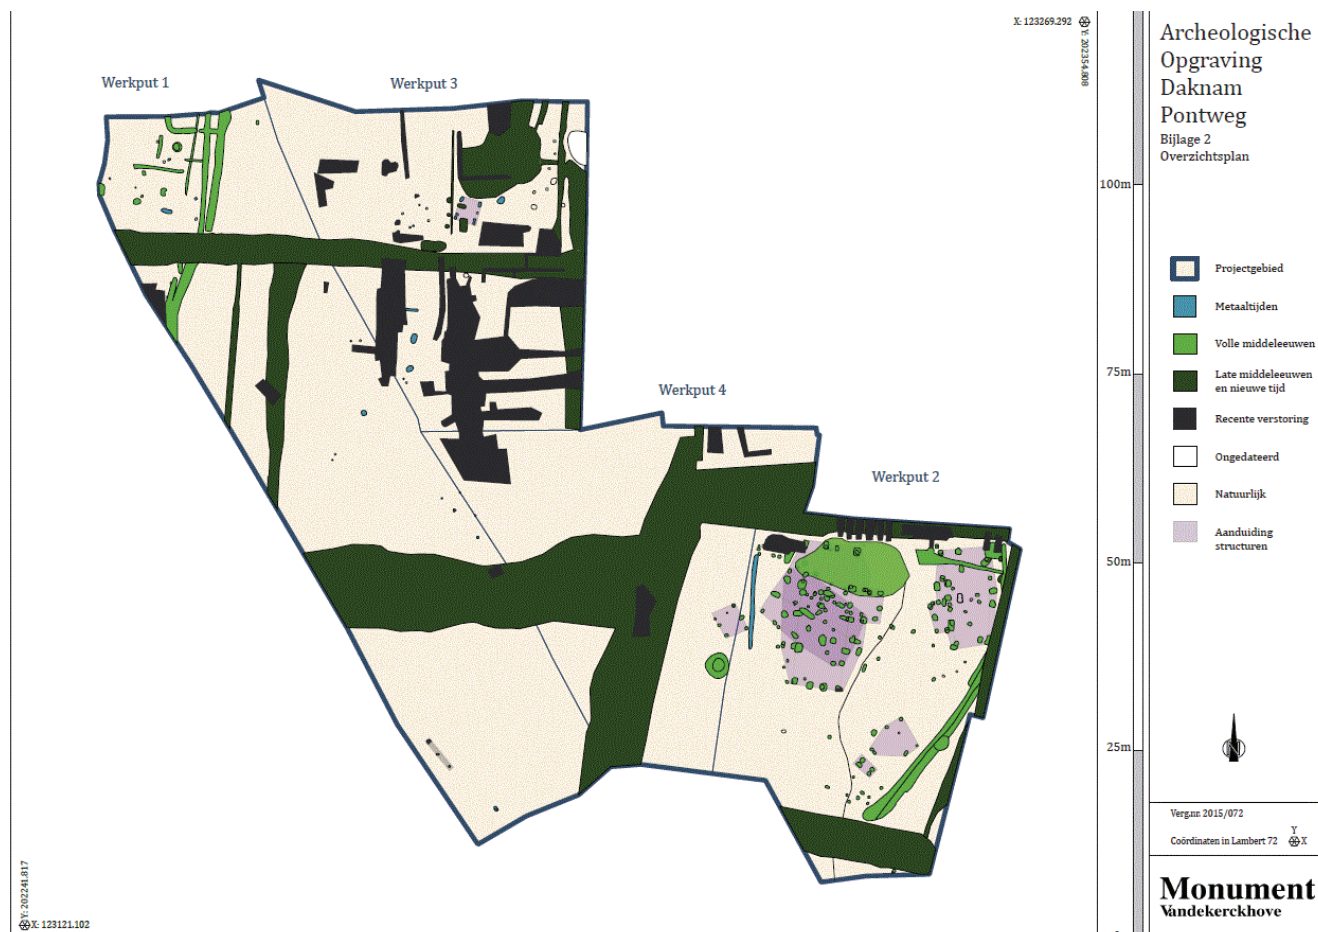 X: 123269.292
Y: 202354.808
Werkput 1
Werkput 3
Werkput 4
Werkput 2
Y: 202241.817
X: 123121.102
100m
75m
50m
25m
Archeologische
Opgraving
Daknam
Pontweg
Bijlage 2
Overzichtsplan
Projectgebied
Metaaltijden
Volle middeleeuwen
Late middeleeuwen
en nieuwe tijd
Recente verstoring
Ongedateerd
Natuurlijk
Aanduiding
structuren
N
Verg.nr. 2015/072
Coördinaten in Lambert 72
Y
X
Monument
Vandekerckhove